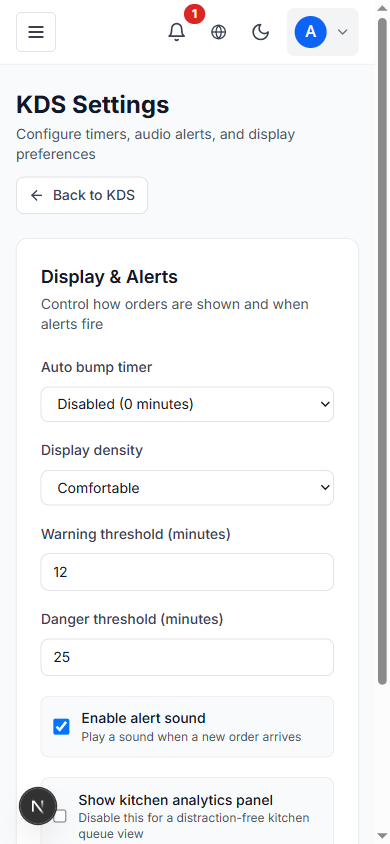 1
A
KDS Settings
Configure timers, audio alerts, and display
preferences
Back to KDS
Display & Alerts
Control how orders are shown and when
alerts fire
Auto bump timer
Disabled (0 minutes)
Display density
Comfortable
Warning threshold (minutes)
12
Danger threshold (minutes)
25
Enable alert sound
Play a sound when a new order arrives
N
Show kitchen analytics panel
Disable this for a distraction-free kitchen
queue view